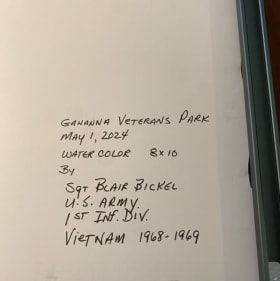 GAHANNA VETERANS PARK
MAY 1, 2024
WATER COLOR 8X10
By
SGT BLAIR BICKEL
U.S. ARMY.
1ST INF. DIV.
VIETNAM 1968-1969